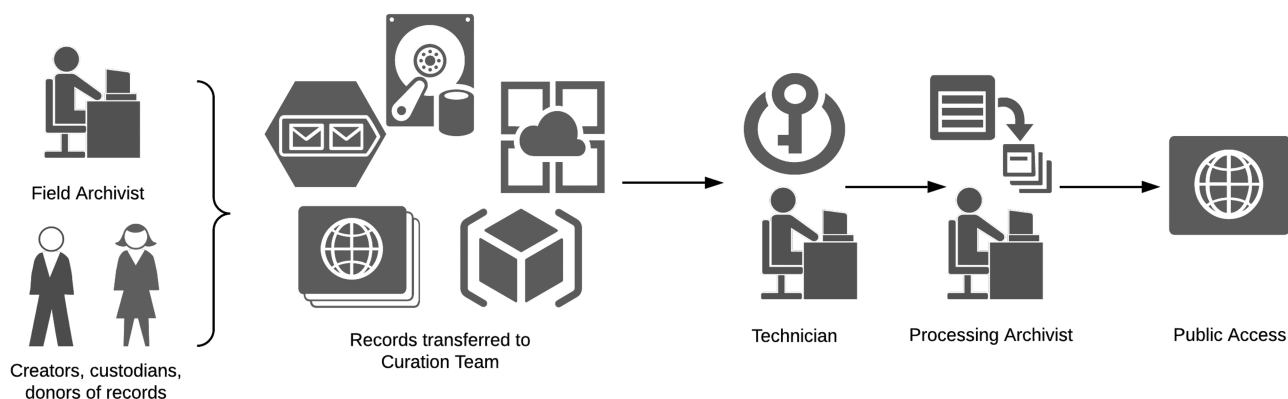 Field Archivist
Creators, custodians,
donors of records
Records transferred to
Curation Team
Technician
Processing Archivist
Public Access